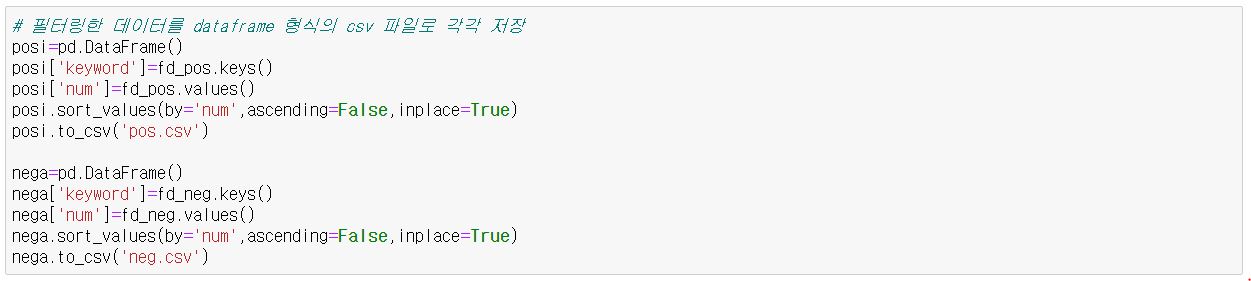 # 필터링한 데이터를 dataframe 형식의 csv 파일로 각각 저장
posi=pd.DataFrame()
posi['keyword']=fd_pos.keys()
posi['num']=fd_pos.values()
posi.sort_values(by='num',ascending=False,inplace=True)
posi.to_csv('pos.csv')

nega=pd.DataFrame()
nega['keyword']=fd_neg.keys()
nega['num']=fd_neg.values()
nega.sort_values(by='num',ascending=False,inplace=True)
nega.to_csv('neg.csv')